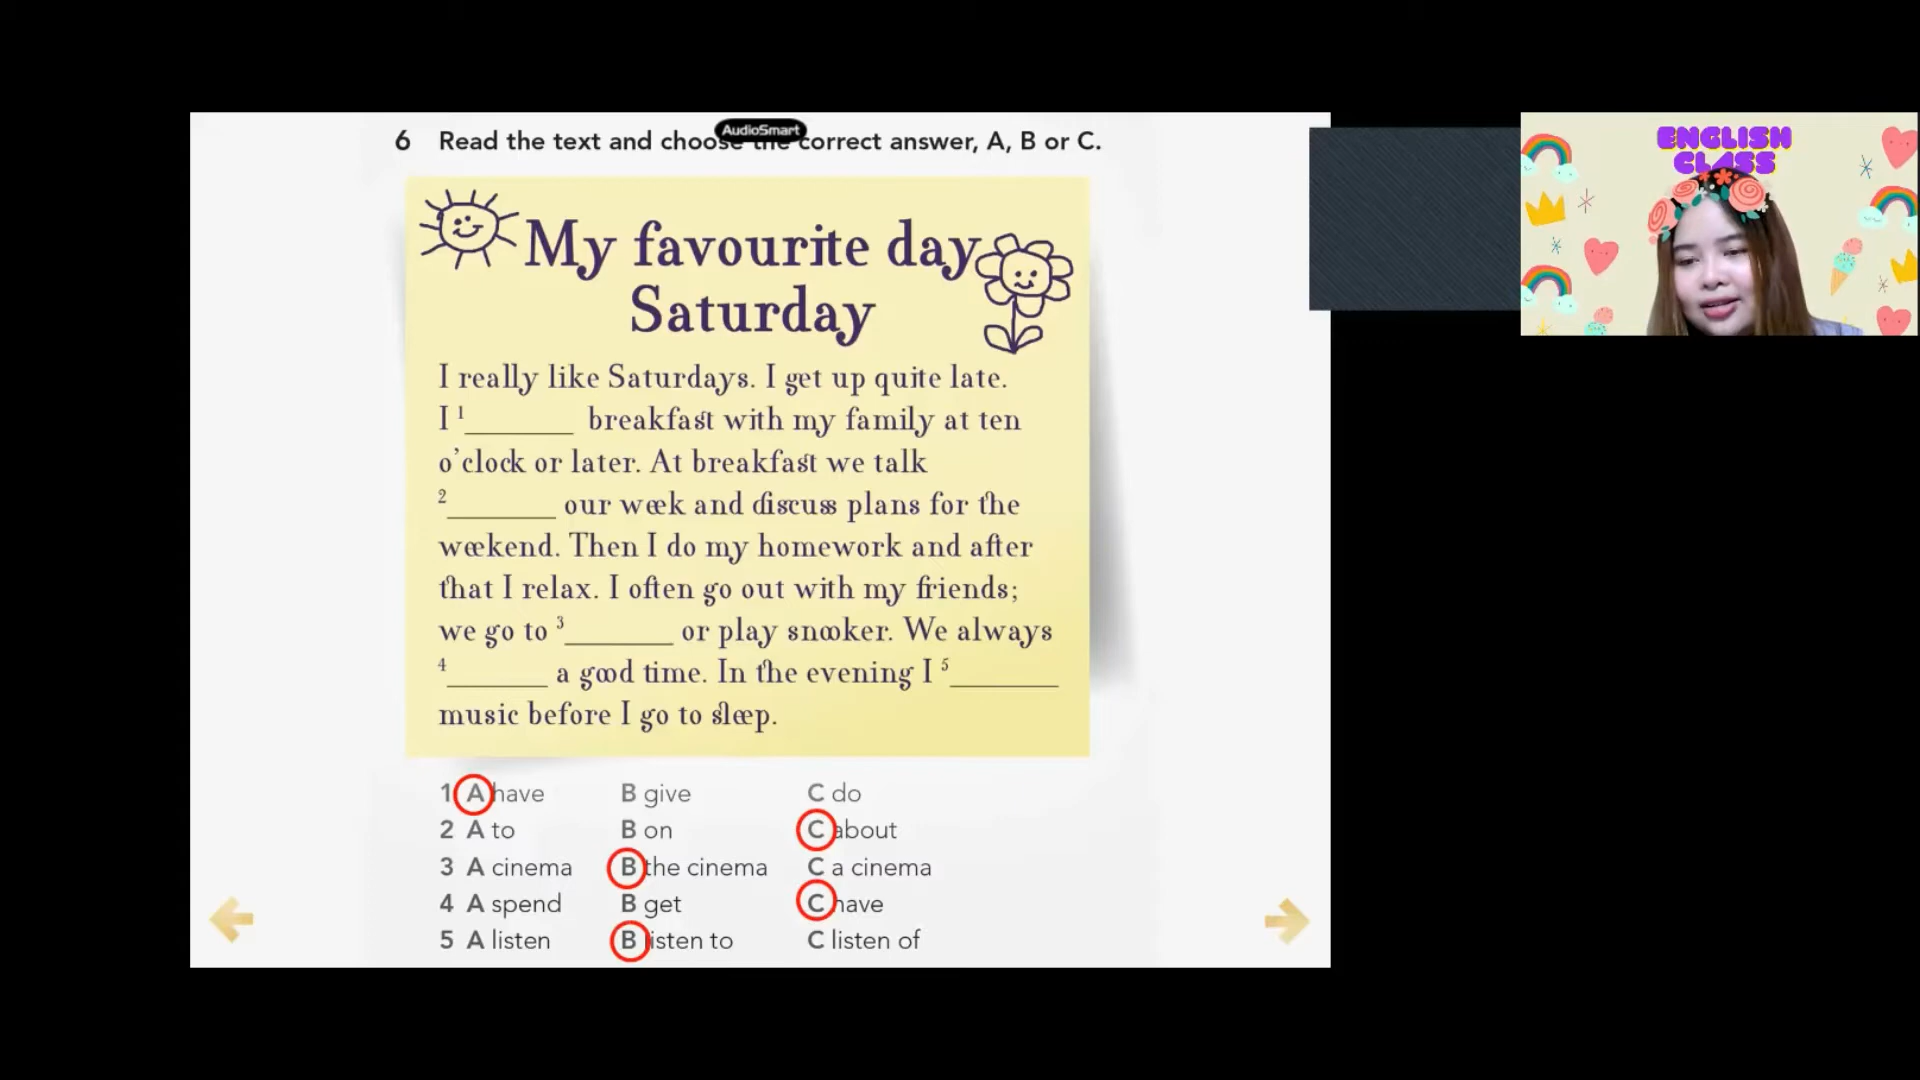 6 Read the text and choose the correct answer, A, B or C.
AudioSmart
ENGLISH
CLASS
My favourite day
Saturday
I really like Saturdays. I get up quite late.
I 1________ breakfast with my family at ten
o'clock or later. At breakfast we talk
2________ our week and discuss plans for the
weekend. Then I do my homework and after
that I relax. I often go out with my friends;
we go to 3________ or play snooker. We always
4________ a good time. In the evening I 5________
music before I go to sleep.
1 A have B give C do
2 A to B on C about
3 A cinema B the cinema C a cinema
4 A spend B get C have
5 A listen B listen to C listen of